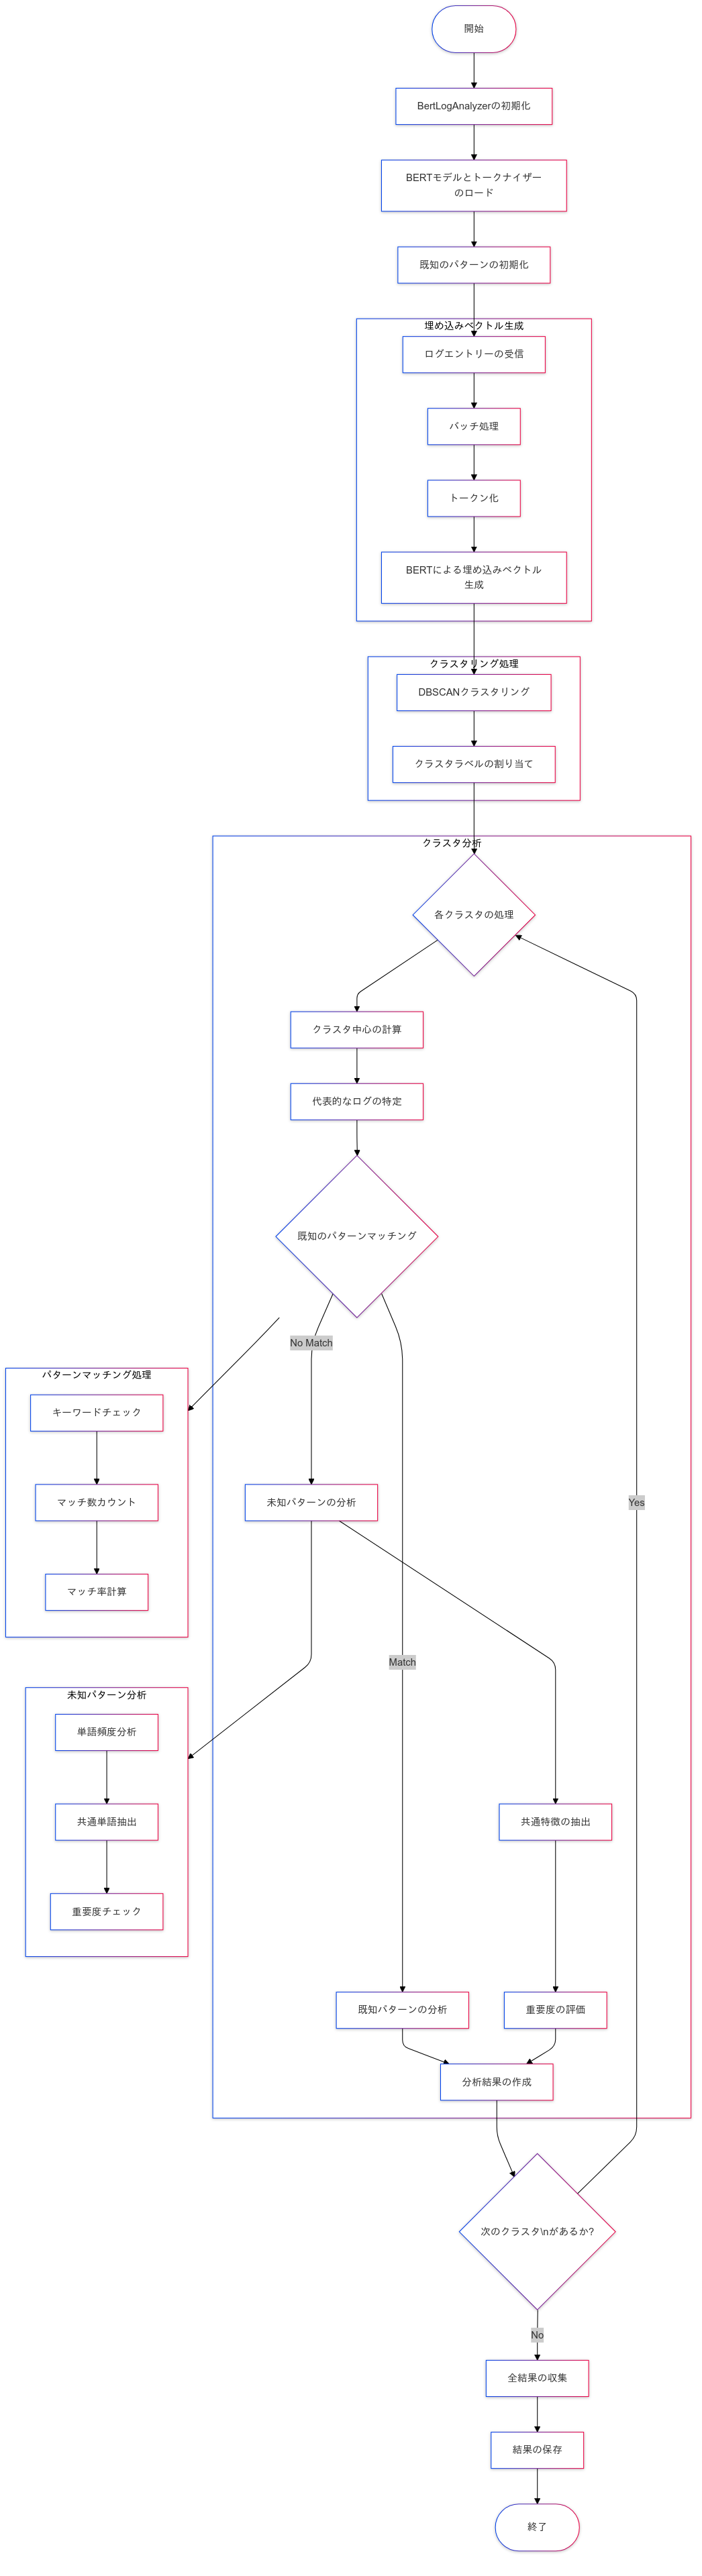 開始
BertLogAnalyzerの初期化
BERTモデルとトークナイザー
のロード
既知のパターンの初期化
埋め込みベクトル生成
ログエントリーの受信
バッチ処理
トークン化
BERTによる埋め込みベクトル
生成
クラスタリング処理
DBSCANクラスタリング
クラスタラベルの割り当て
クラスタ分析
各クラスタの処理
クラスタ中心の計算
代表的なログの特定
既知のパターンマッチング
No Match
パターンマッチング処理
キーワードチェック
マッチ数カウント
マッチ率計算
未知パターンの分析
Yes
Match
未知パターン分析
単語頻度分析
共通単語抽出
重要度チェック
共通特徴の抽出
既知パターンの分析
重要度の評価
分析結果の作成
次のクラスタ\nがあるか?
No
全結果の収集
結果の保存
終了